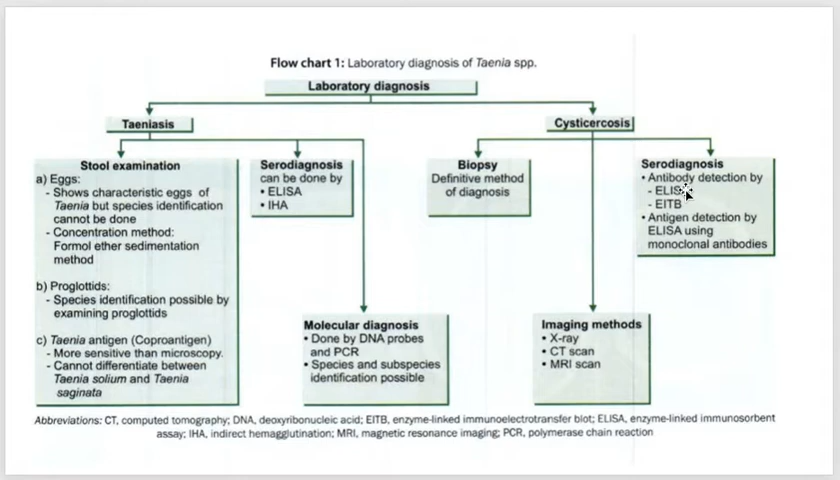 Flow chart 1: Laboratory diagnosis of Taenia spp.
Laboratory diagnosis
Taeniasis
Cysticercosis
Stool examination
a) Eggs:
- Shows characteristic eggs of
Taenia but species identification
cannot be done
- Concentration method:
Formol ether sedimentation
method
b) Proglottids:
- Species identification possible by
examining proglottids
c) Taenia antigen (Coproantigen)
- More sensitive than microscopy.
- Cannot differentiate between
Taenia solium and Taenia
saginata
Serodiagnosis
can be done by
• ELISA
• IHA
Molecular diagnosis
• Done by DNA probes
and PCR
• Species and subspecies
identification possible
Biopsy
Definitive method
of diagnosis
Imaging methods
• X-ray
• CT scan
• MRI scan
Serodiagnosis
• Antibody detection by
- ELISA
- EITB
• Antigen detection by
ELISA using
monoclonal antibodies
Abbreviations: CT, computed tomography; DNA, deoxyribonucleic acid; EITB, enzyme-linked immunoelectrotransfer blot; ELISA, enzyme-linked immunosorbent
assay; IHA, indirect hemagglutination; MRI, magnetic resonance imaging; PCR, polymerase chain reaction